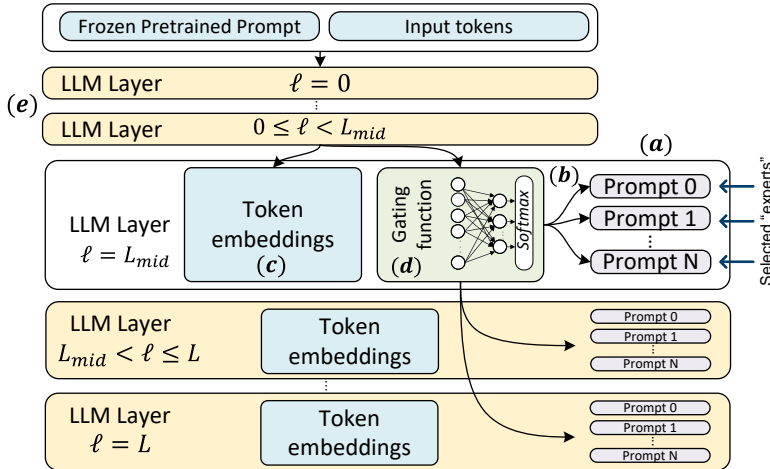 Frozen Pretrained Prompt
Input tokens
LLM Layer
ℓ = 0
(e)
LLM Layer
0 ≤ ℓ < L_mid
LLM Layer
ℓ = L_mid
Token
embeddings
(c)
Gating
function
(d)
Softmax
(b)
(a)
Prompt 0
Prompt 1
Prompt N
Selected “experts”
LLM Layer
L_mid < ℓ ≤ L
Token
embeddings
Prompt 0
Prompt 1
Prompt N
LLM Layer
ℓ = L
Token
embeddings
Prompt 0
Prompt 1
Prompt N